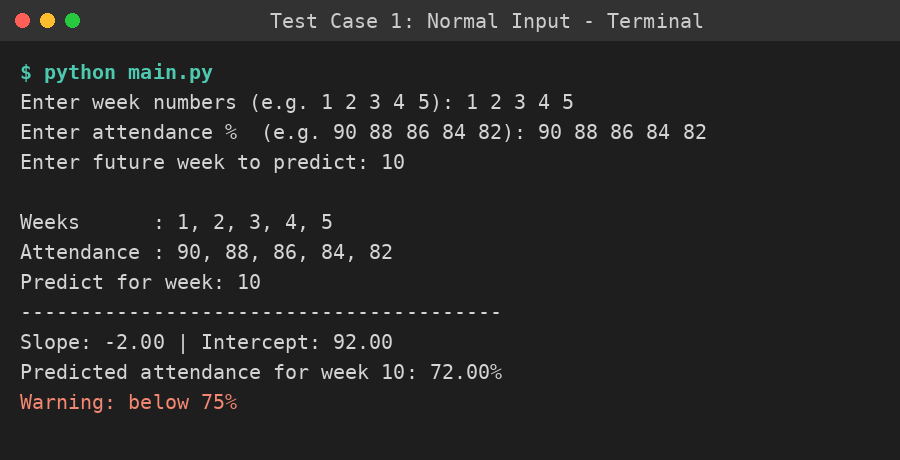 Test Case 1: Normal Input - Terminal
$ python main.py
Enter week numbers (e.g. 1 2 3 4 5): 1 2 3 4 5
Enter attendance %  (e.g. 90 88 86 84 82): 90 88 86 84 82
Enter future week to predict: 10
Weeks      : 1, 2, 3, 4, 5
Attendance : 90, 88, 86, 84, 82
Predict for week: 10
----------------------------------------
Slope: -2.00 | Intercept: 92.00
Predicted attendance for week 10: 72.00%
Warning: below 75%